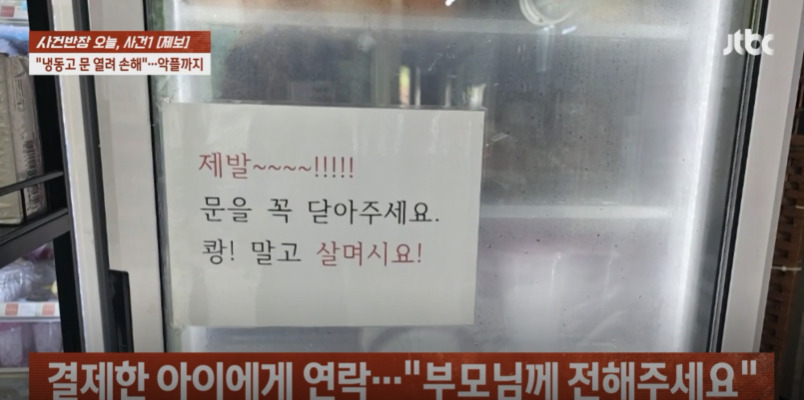 사건반장 오늘, 사건1 [제보]
"냉동고 문 열려 손해"…악플까지
jtbc
제발~~~~!!!!!
문을 꼭 닫아주세요.
쾅! 말고 살며시요!
결제한 아이에게 연락…"부모님께 전해주세요"